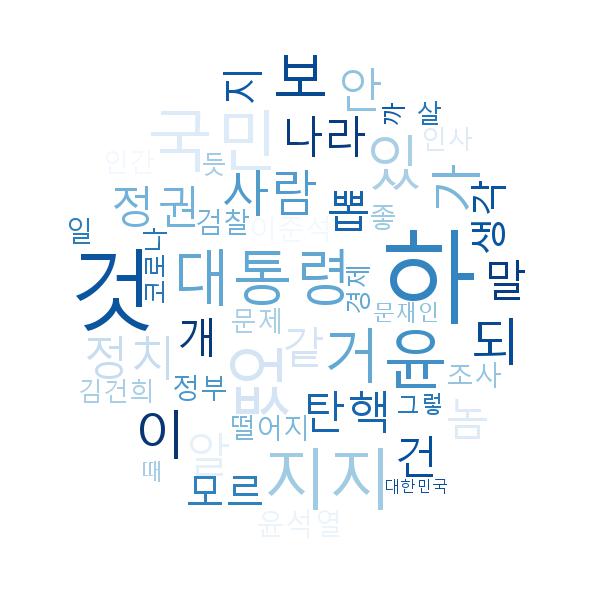 보
지
안
까
살
국민
나라
있
인사
인간
듯
사람
뽑
가
각
생
정권
검찰
이준석
좋
일
코로나
것
대통령
경제
하
말
개
문제
문재인
정치
없
같
거
윤
되
김건희
정부
조사
탄핵
그렇
놈
이
알
떨어지
건
때
모르
지지
대한민국
윤석열